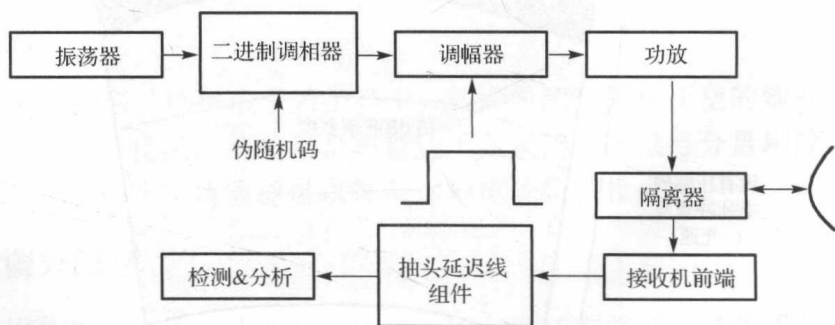 振荡器
二进制调相器
调幅器
功放
伪随机码
隔离器
检测&分析
抽头延迟线
组件
接收机前端